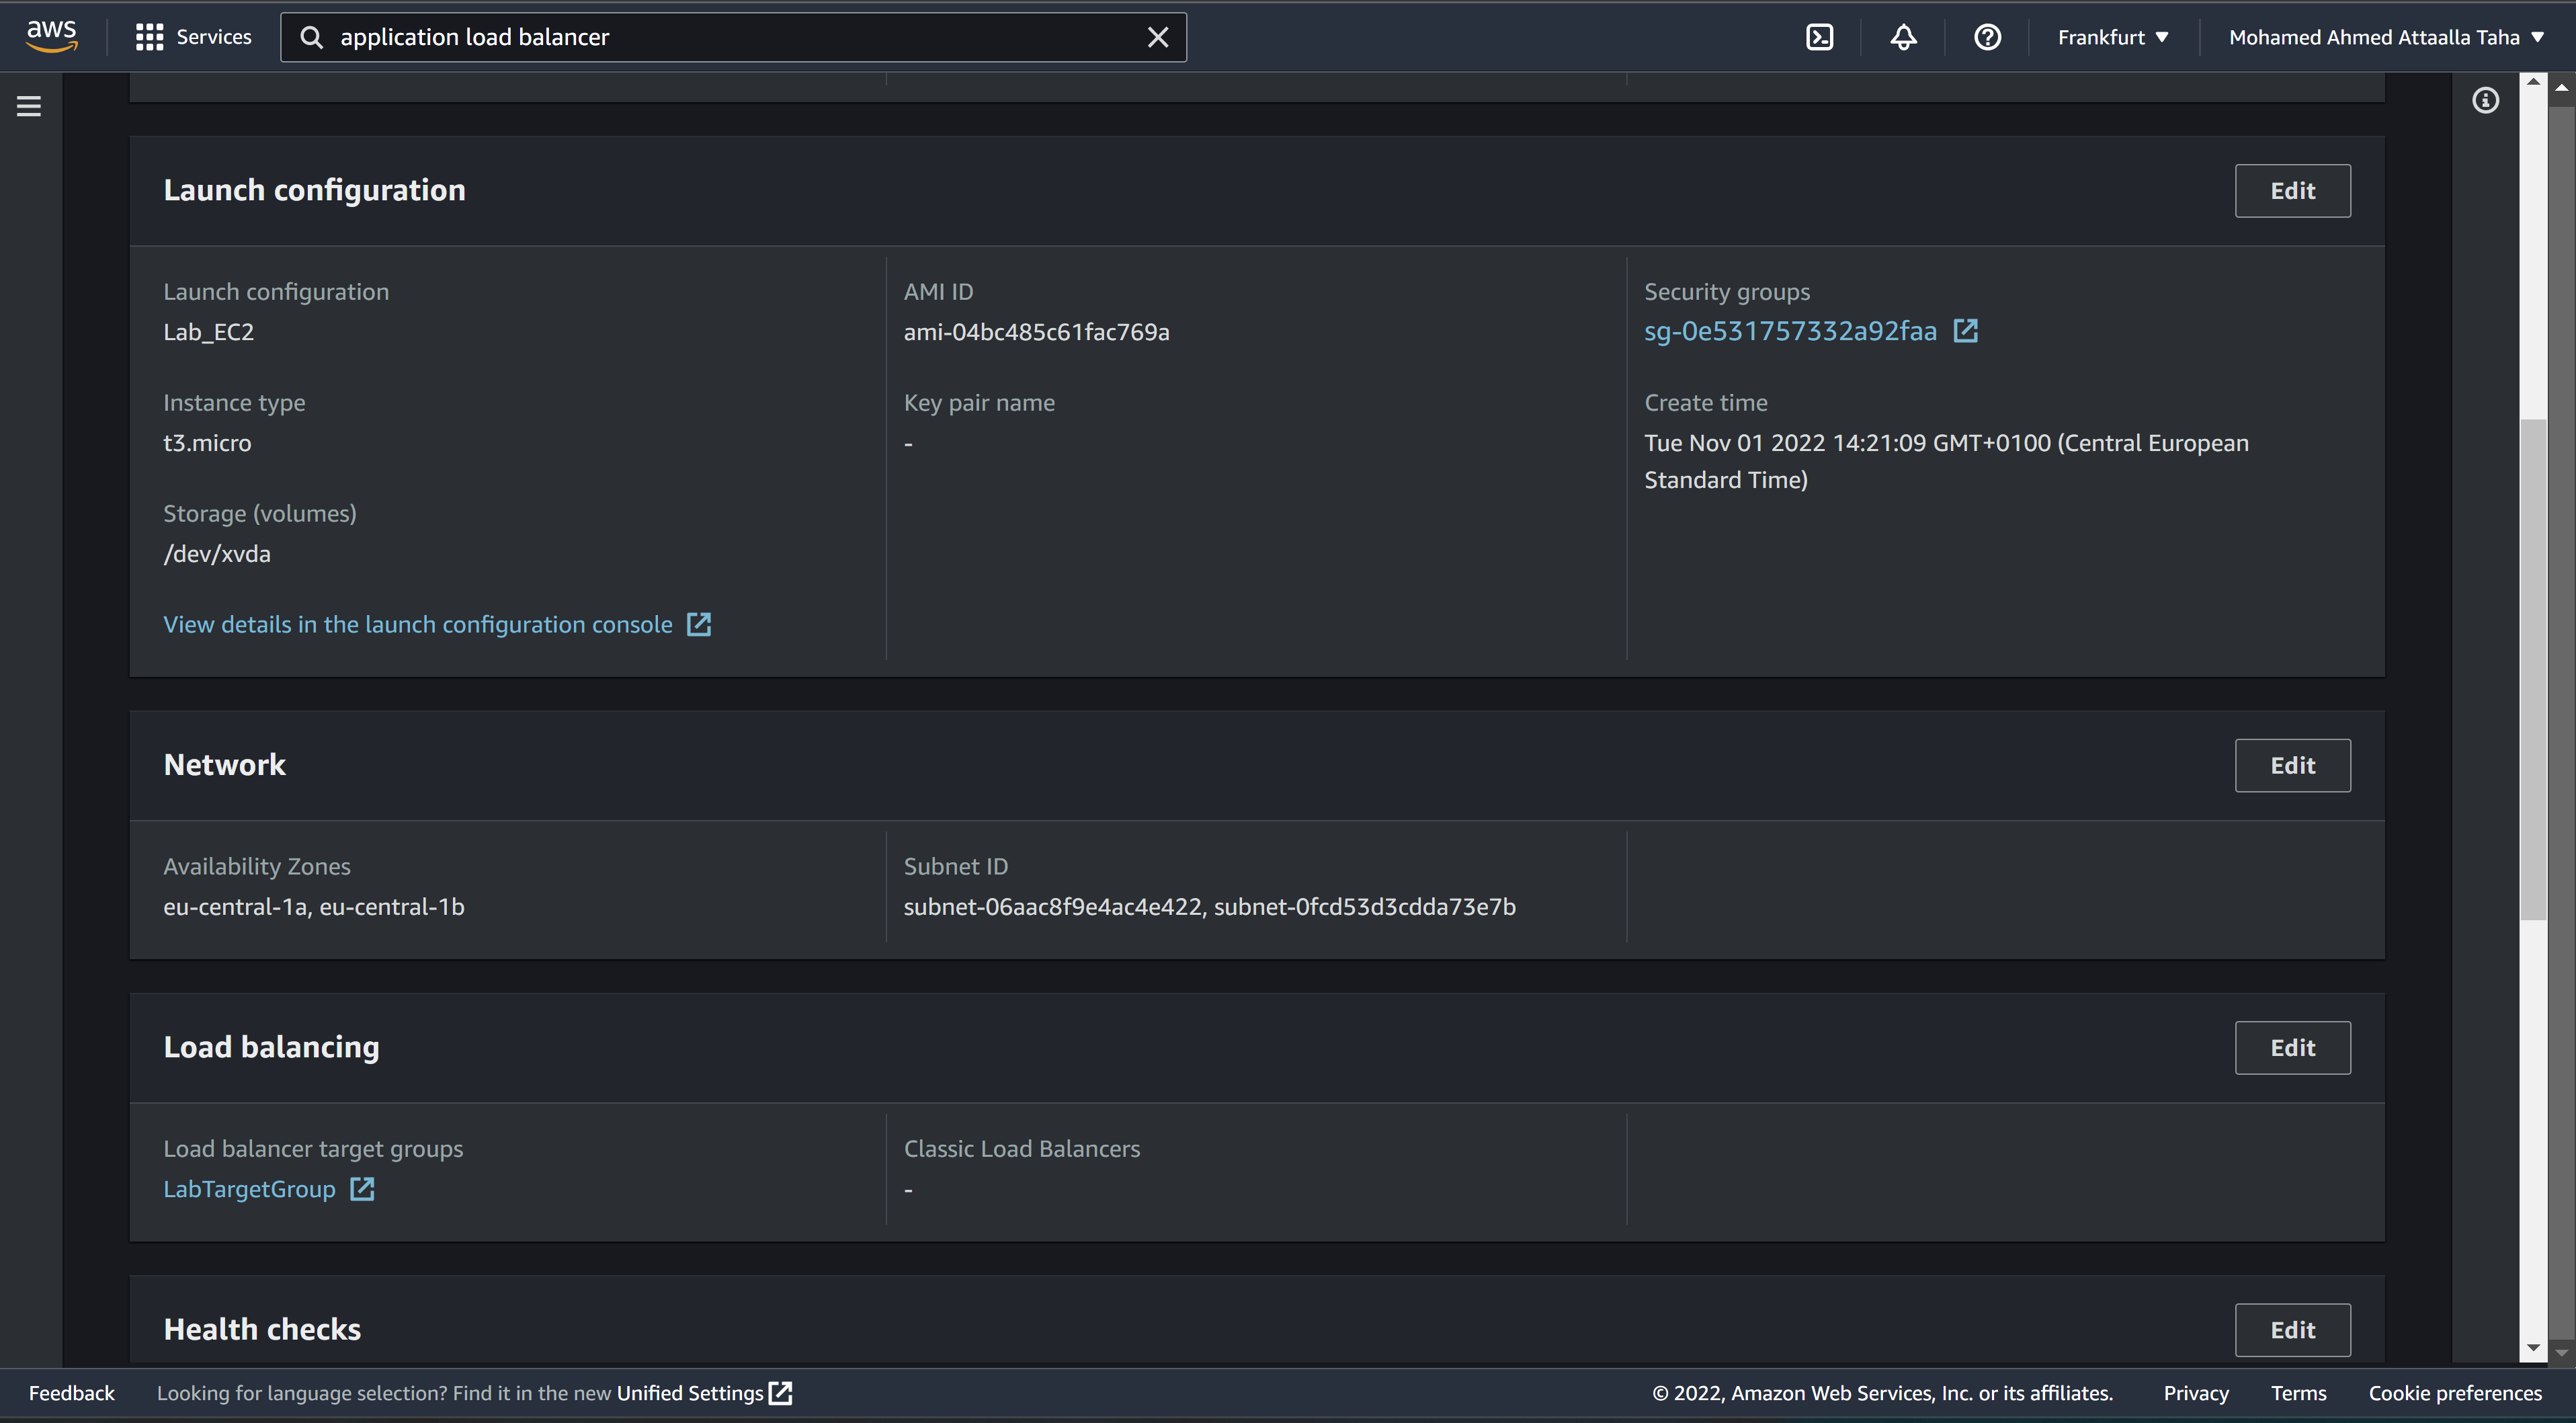 aws
Services
application load balancer
Frankfurt
Mohamed Ahmed Attaalla Taha
Launch configuration
Edit
Launch configuration
Lab_EC2
AMI ID
ami-04bc485c61fac769a
Security groups
sg-0e531757332a92faa
Instance type
t3.micro
Key pair name
-
Create time
Tue Nov 01 2022 14:21:09 GMT+0100 (Central European
Standard Time)
Storage (volumes)
/dev/xvda
View details in the launch configuration console
Network
Edit
Availability Zones
eu-central-1a, eu-central-1b
Subnet ID
subnet-06aac8f9e4ac4e422, subnet-0fcd53d3cdda73e7b
Load balancing
Edit
Load balancer target groups
LabTargetGroup
Classic Load Balancers
-
Health checks
Edit
Feedback
Looking for language selection? Find it in the new Unified Settings
© 2022, Amazon Web Services, Inc. or its affiliates.
Privacy
Terms
Cookie preferences